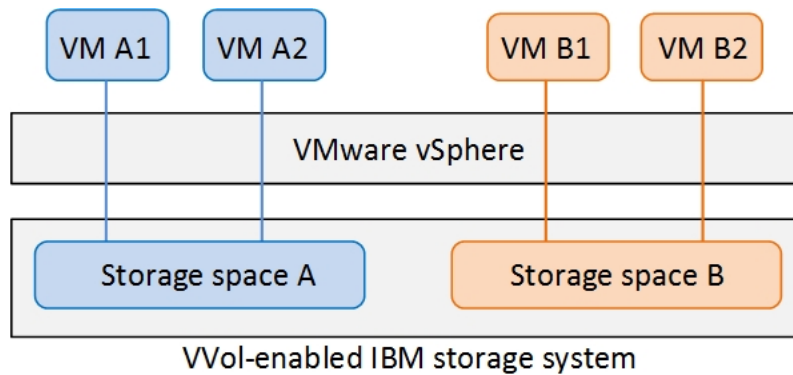 VM A1
VM A2
VM B1
VM B2
VMware vSphere
Storage space A
Storage space B
VVol-enabled IBM storage system